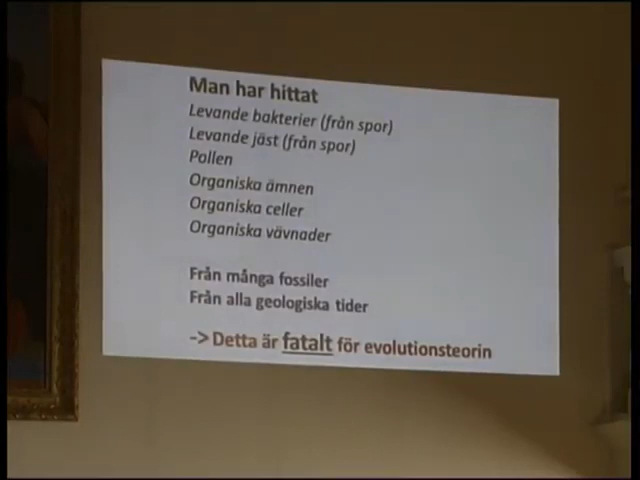 Man har hittat
Levande bakterier (från spor)
Levande jäst (från spor)
Pollen
Organiska ämnen
Organiska celler
Organiska vävnader
Från många fossiler
Från alla geologiska tider
-> Detta är fatalt för evolutionsteorin